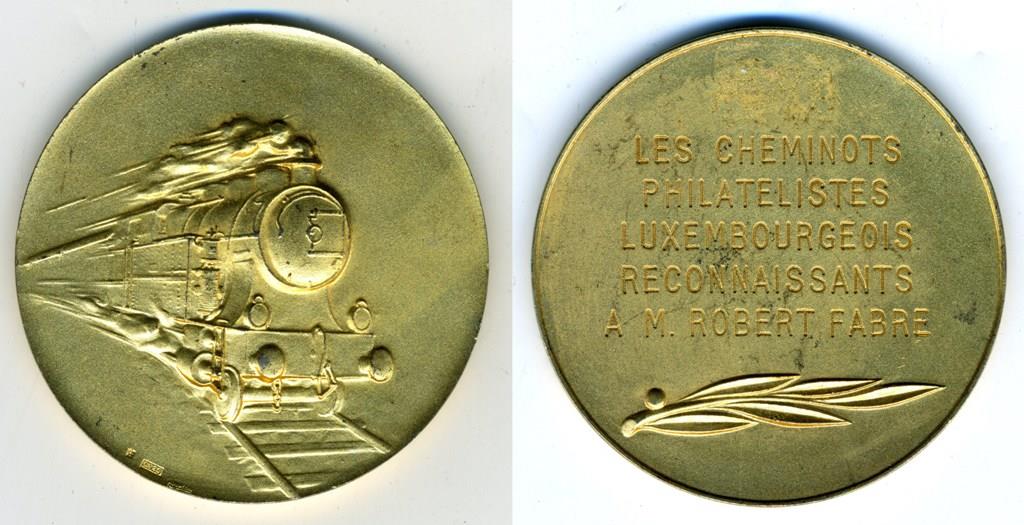 LES CHEMINOTS
PHILATELISTES
LUXEMBOURGEOIS
RECONNAISSANTS
A M. ROBERT FABRE